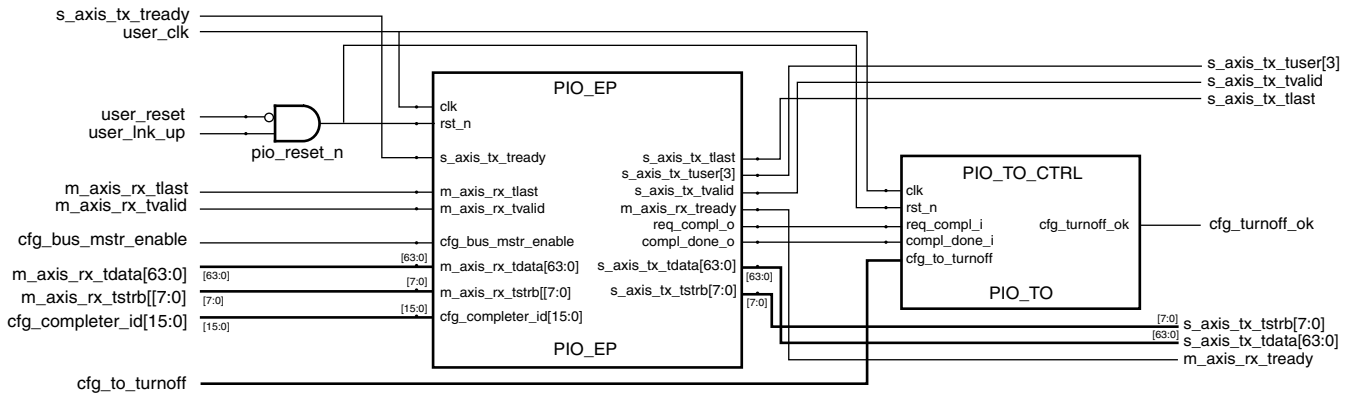 s_axis_tx_tready
user_clk
user_reset
user_lnk_up
pio_reset_n
m_axis_rx_tlast
m_axis_rx_tvalid
cfg_bus_mstr_enable
m_axis_rx_tdata[63:0]
[63:0]
m_axis_rx_tstrb[[7:0]
[7:0]
cfg_completer_id[15:0]
[15:0]
cfg_to_turnoff
[63:0]
[7:0]
[15:0]
PIO_EP
clk
rst_n
s_axis_tx_tready
m_axis_rx_tlast
m_axis_rx_tvalid
cfg_bus_mstr_enable
m_axis_rx_tdata[63:0]
m_axis_rx_tstrb[[7:0]
cfg_completer_id[15:0]
s_axis_tx_tlast
s_axis_tx_tuser[3]
s_axis_tx_tvalid
m_axis_rx_tready
req_compl_o
compl_done_o
s_axis_tx_tdata[63:0]
s_axis_tx_tstrb[7:0]
PIO_EP
[63:0]
[7:0]
PIO_TO_CTRL
clk
rst_n
req_compl_i
compl_done_i
cfg_to_turnoff
cfg_turnoff_ok
PIO_TO
s_axis_tx_tuser[3]
s_axis_tx_tvalid
s_axis_tx_tlast
cfg_turnoff_ok
[7:0]
s_axis_tx_tstrb[7:0]
[63:0]
s_axis_tx_tdata[63:0]
m_axis_rx_tready